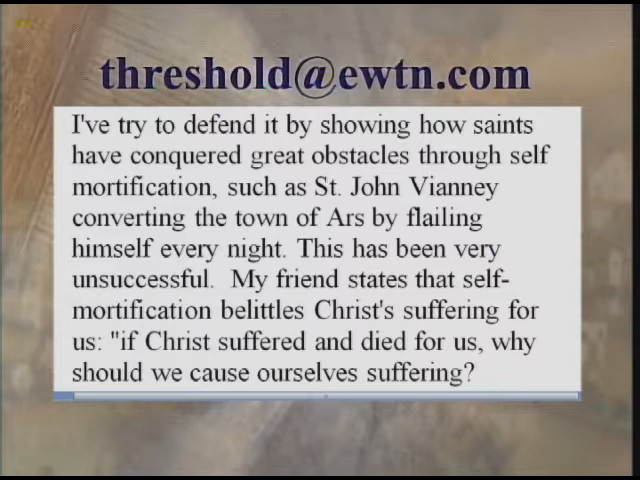 threshold@ewtn.com
I've try to defend it by showing how saints
have conquered great obstacles through self
mortification, such as St. John Vianney
converting the town of Ars by flailing
himself every night. This has been very
unsuccessful. My friend states that self-
mortification belittles Christ's suffering for
us: "if Christ suffered and died for us, why
should we cause ourselves suffering?